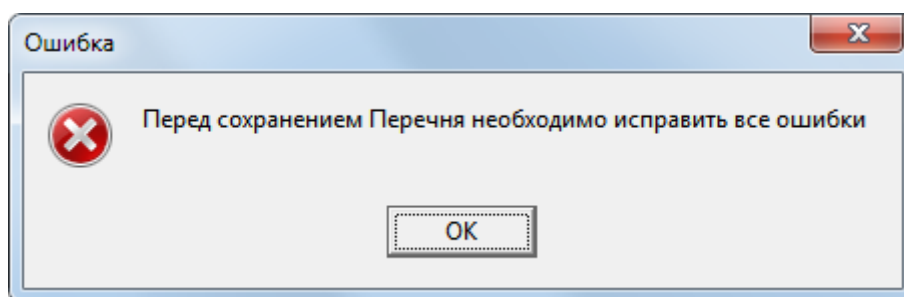 Ошибка
Перед сохранением Перечня необходимо исправить все ошибки
OK